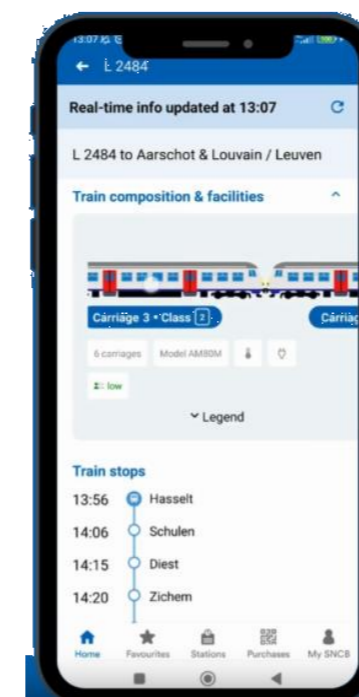 13:07
L 2484
Real-time info updated at 13:07
L 2484 to Aarschot & Louvain / Leuven
Train composition & facilities
Carriage 3 • Class 2
6 carriages Model AM80M
low
Legend
Train stops
13:56 Hasselt
14:06 Schulen
14:15 Diest
14:20 Zichem
Home Favourites Stations Purchases My SNCB